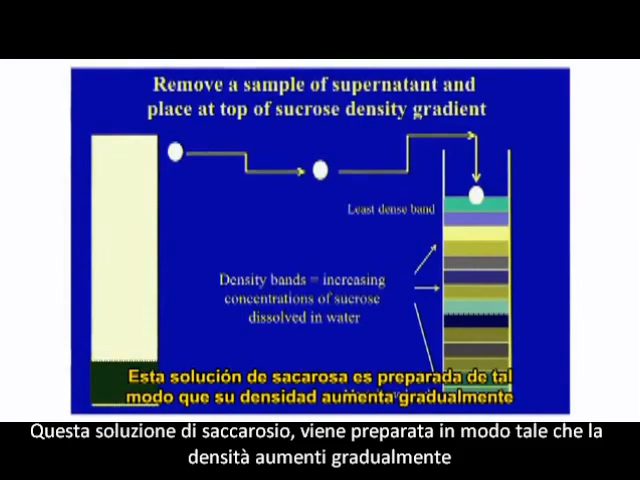 Remove a sample of supernatant and
place at top of sucrose density gradient
Least dense band
Density bands = increasing
concentrations of sucrose
dissolved in water
Esta solución de sacarosa es preparada de tal
modo que su densidad aumenta gradualmente
Questa soluzione di saccarosio, viene preparata in modo tale che la
densità aumenti gradualmente